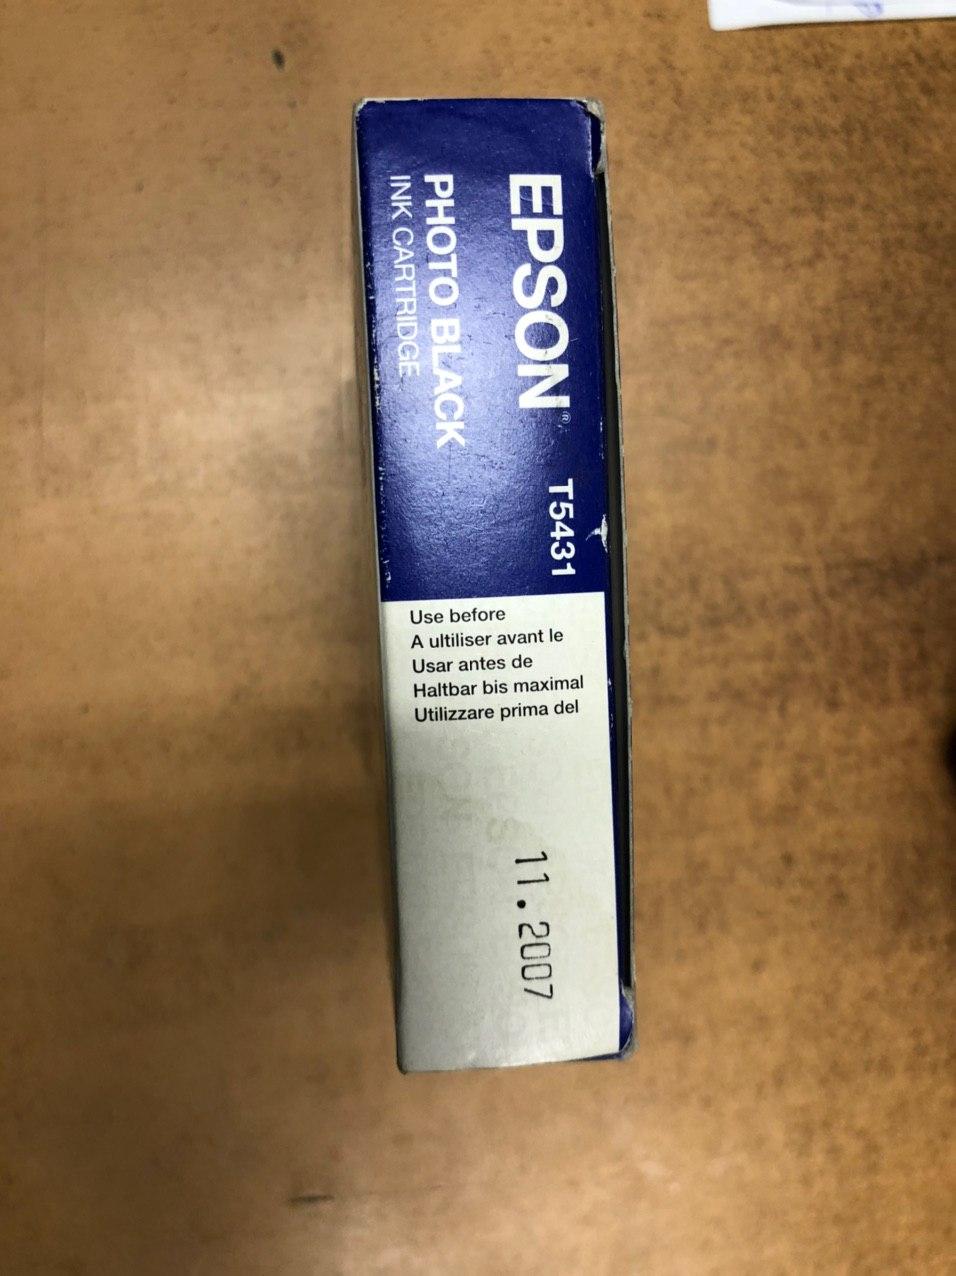 EPSON® T5431
PHOTO BLACK
INK CARTRIDGE
Use before
A ultiliser avant le
Usar antes de
Haltbar bis maximal
Utilizzare prima del
11.2007